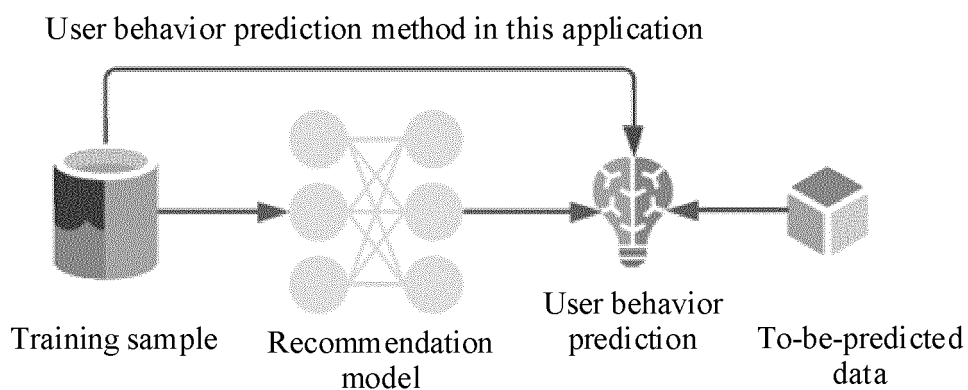 User behavior prediction method in this application
Training sample
Recommendation
model
User behavior
prediction
To-be-predicted
data